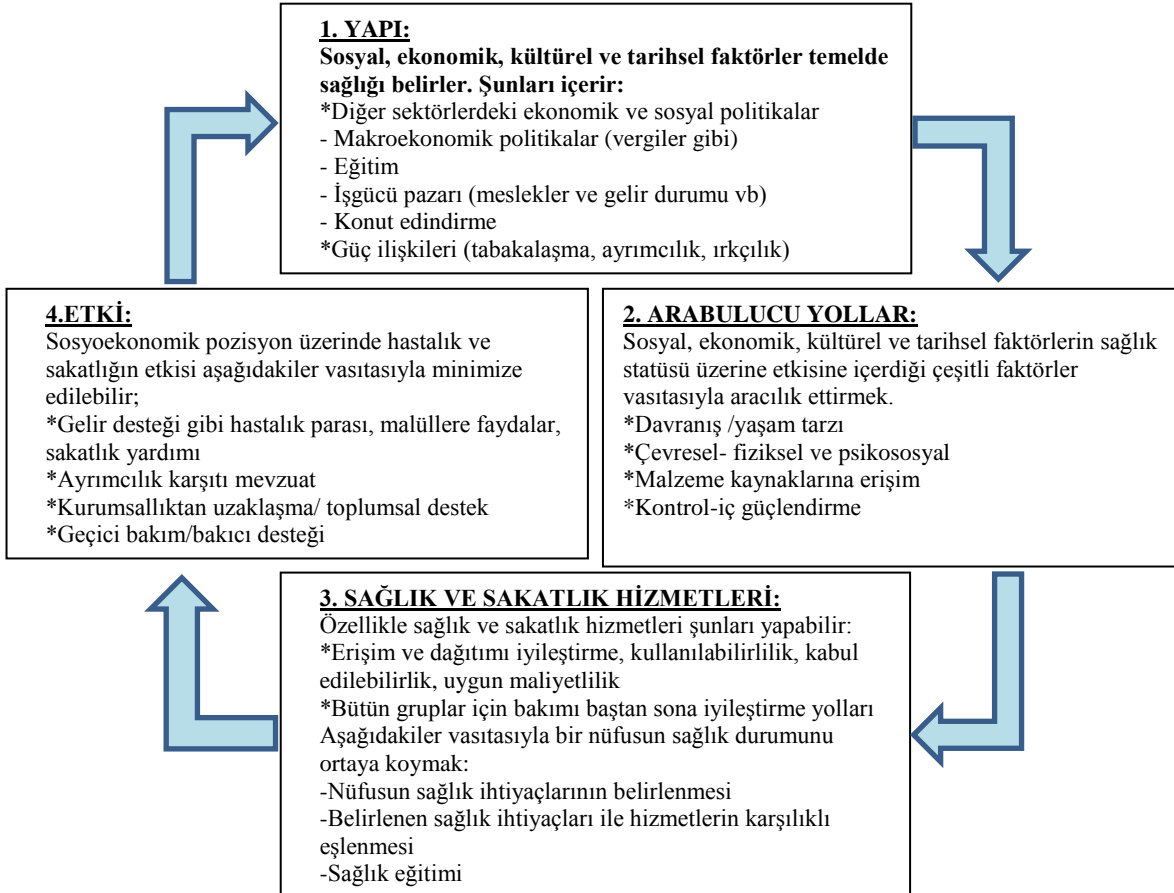 1. YAPI:
Sosyal, ekonomik, kültürel ve tarihsel faktörler temelde
sağlığı belirler. Şunları içerir:
*Diğer sektörlerdeki ekonomik ve sosyal politikalar
- Makroekonomik politikalar (vergiler gibi)
- Eğitim
- İşgücü pazarı (meslekler ve gelir durumu vb)
- Konut edindirme
*Güç ilişkileri (tabakalaşma, ayrımcılık, ırkçılık)
2. ARABULUCU YOLLAR:
Sosyal, ekonomik, kültürel ve tarihsel faktörlerin sağlık
statüsü üzerine etkisine içerdiği çeşitli faktörler
vasıtasıyla aracılık ettirmek.
*Davranış /yaşam tarzı
*Çevresel- fiziksel ve psikososyal
*Malzeme kaynaklarına erişim
*Kontrol-iç güçlendirme
3. SAĞLIK VE SAKATLIK HİZMETLERİ:
Özellikle sağlık ve sakatlık hizmetleri şunları yapabilir:
*Erişim ve dağıtımı iyileştirme, kullanılabilirlilik, kabul
edilebilirlik, uygun maliyetlilik
*Bütün gruplar için bakımı baştan sona iyileştirme yolları
Aşağıdakiler vasıtasıyla bir nüfusun sağlık durumunu
ortaya koymak:
-Nüfusun sağlık ihtiyaçlarının belirlenmesi
-Belirlenen sağlık ihtiyaçları ile hizmetlerin karşılıklı
eşlenmesi
-Sağlık eğitimi
4.ETKİ:
Sosyoekonomik pozisyon üzerinde hastalık ve
sakatlığın etkisi aşağıdakiler vasıtasıyla minimize
edilebilir;
*Gelir desteği gibi hastalık parası, malüllere faydalar,
sakatlık yardımı
*Ayrımcılık karşıtı mevzuat
*Kurumsallıktan uzaklaşma/ toplumsal destek
*Geçici bakım/bakıcı desteği